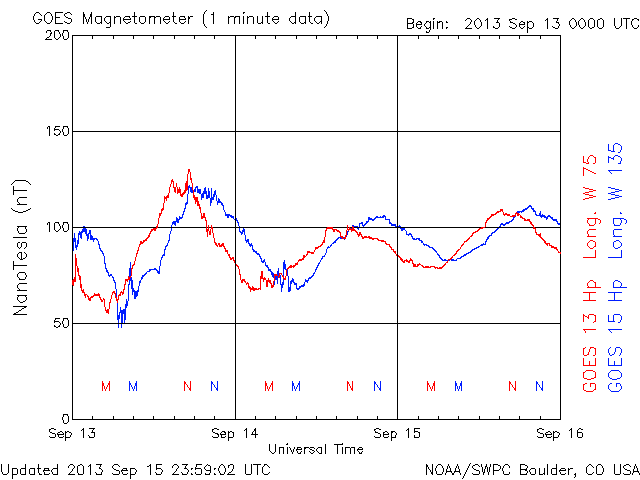 GOES Magnetometer (1 minute data)
Begin: 2013 Sep 13 0000 UTC
200
150
100
50
0
NanoTesla (nT)
M M N N M M N N M M N N
Sep 13 Sep 14 Sep 15 Sep 16
Universal Time
GOES 13 Hp Long. W 75
GOES 15 Hp Long. W 135
Updated 2013 Sep 15 23:59:02 UTC
NOAA/SWPC Boulder, CO USA